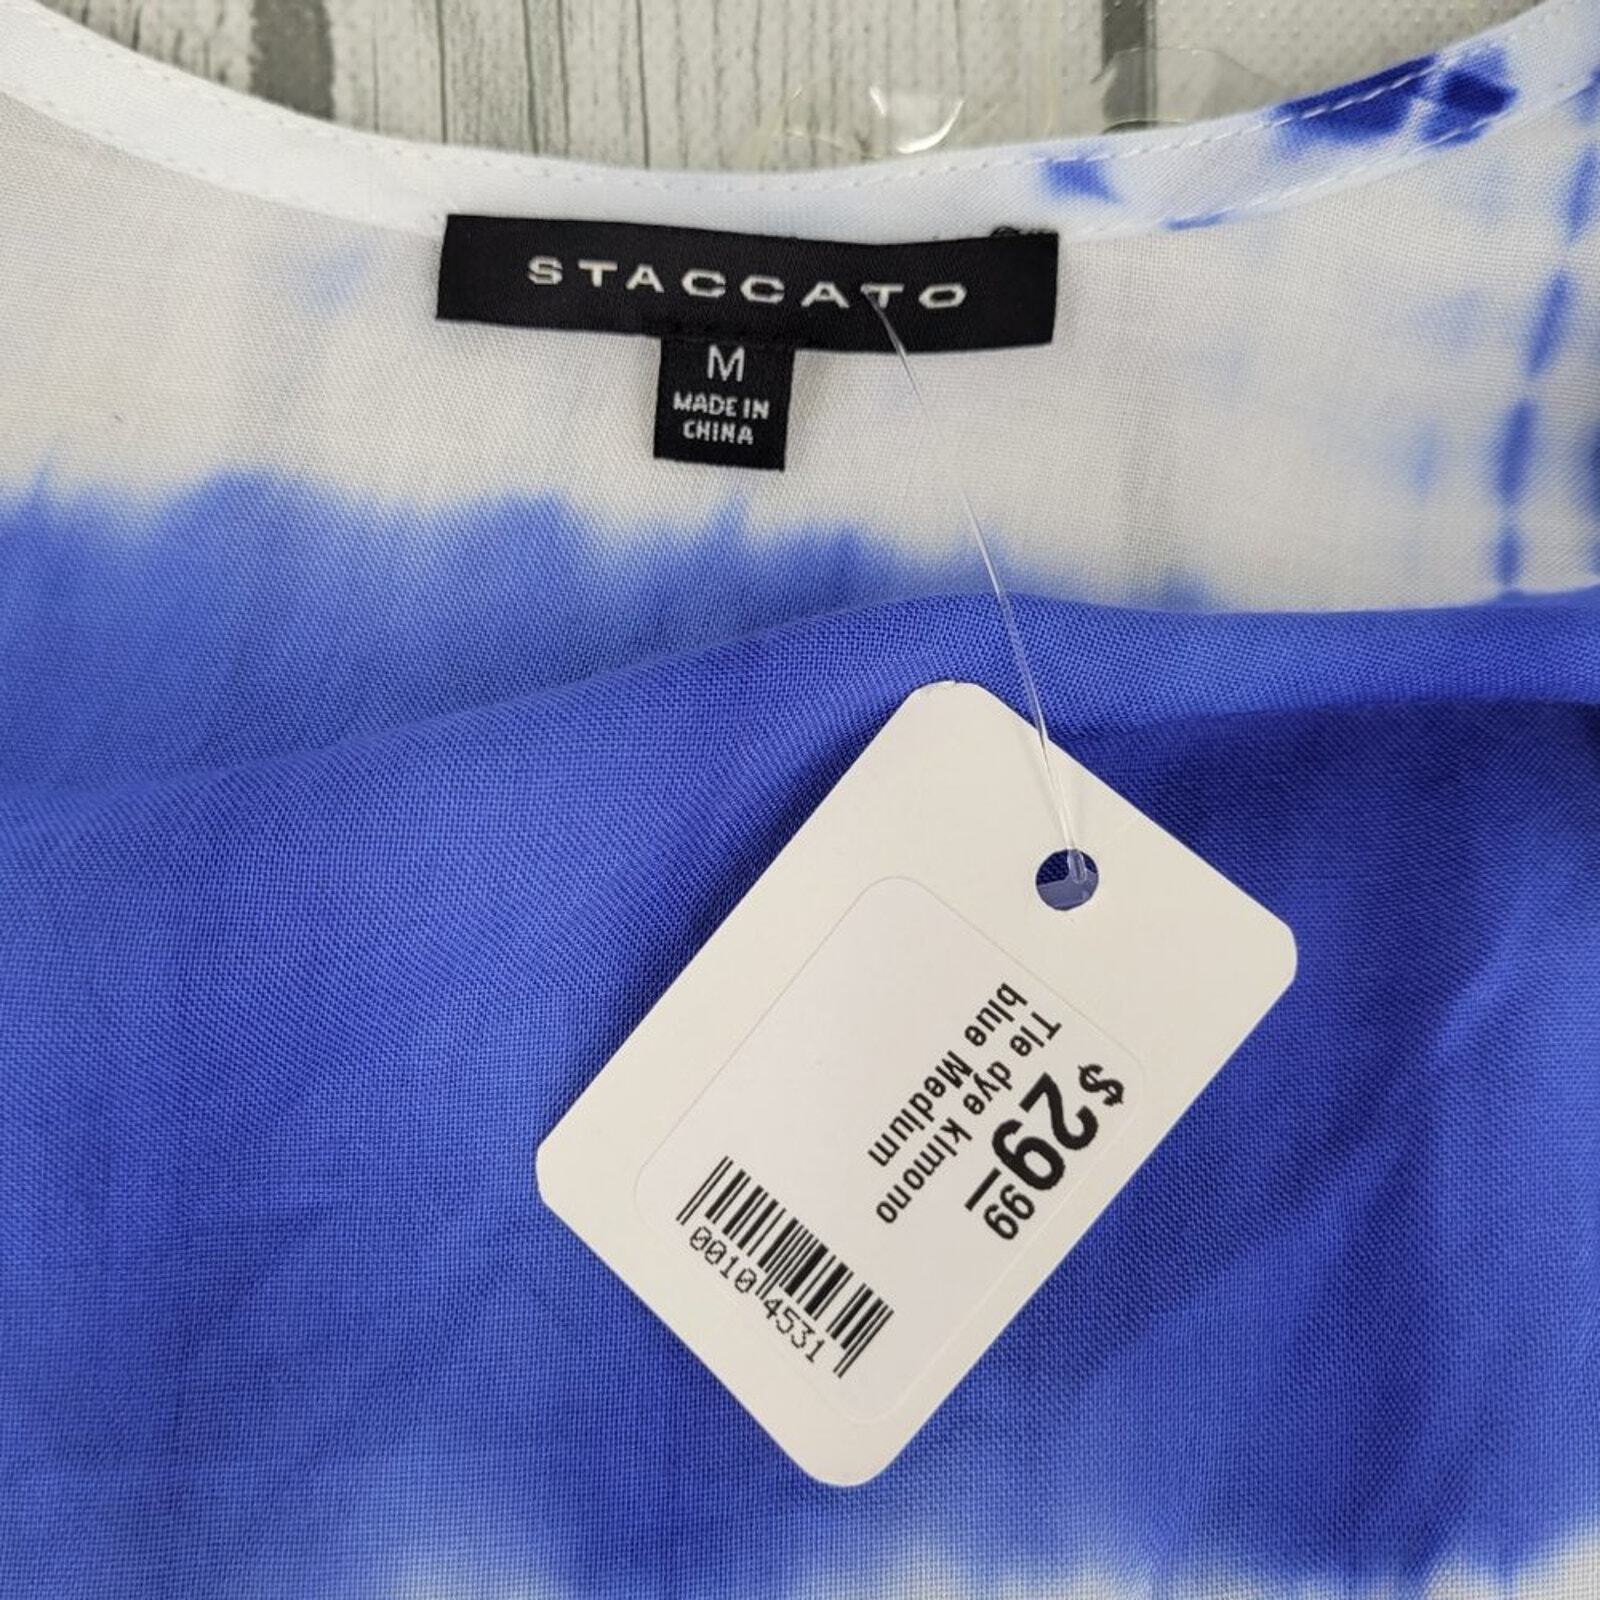 STACCATO
M
MADE IN
CHINA
$29.99
Tie dye kimono
blue Medium
00104531